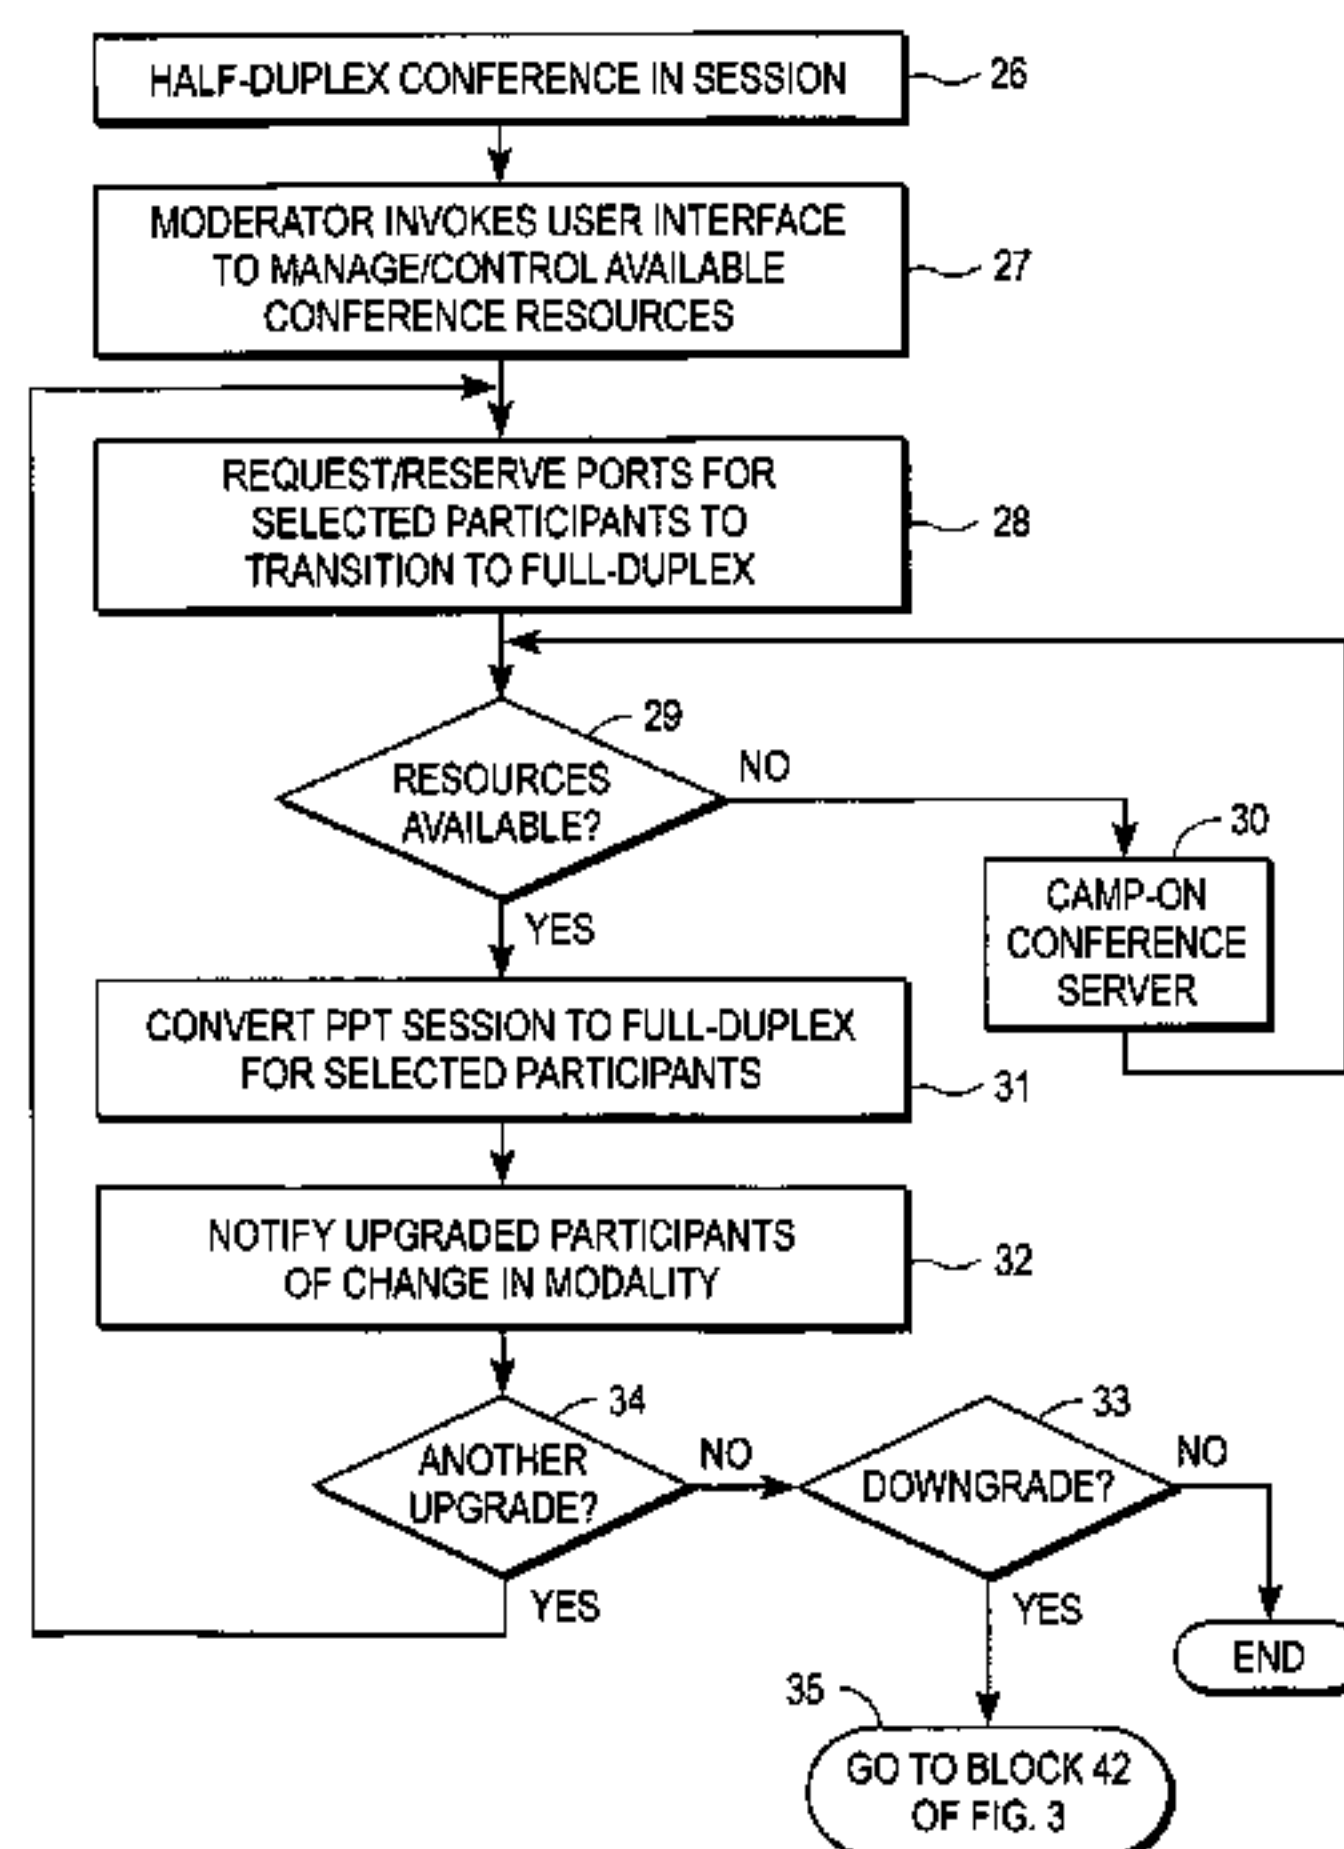 HALF-DUPLEX CONFERENCE IN SESSION
26
MODERATOR INVOKES USER INTERFACE
TO MANAGE/CONTROL AVAILABLE
CONFERENCE RESOURCES
27
REQUEST/RESERVE PORTS FOR
SELECTED PARTICIPANTS TO
TRANSITION TO FULL-DUPLEX
28
29
RESOURCES
AVAILABLE?
NO
YES
30
CAMP-ON
CONFERENCE
SERVER
CONVERT PPT SESSION TO FULL-DUPLEX
FOR SELECTED PARTICIPANTS
31
NOTIFY UPGRADED PARTICIPANTS
OF CHANGE IN MODALITY
32
34
ANOTHER
UPGRADE?
NO
YES
33
DOWNGRADE?
NO
YES
END
35
GO TO BLOCK 42
OF FIG. 3